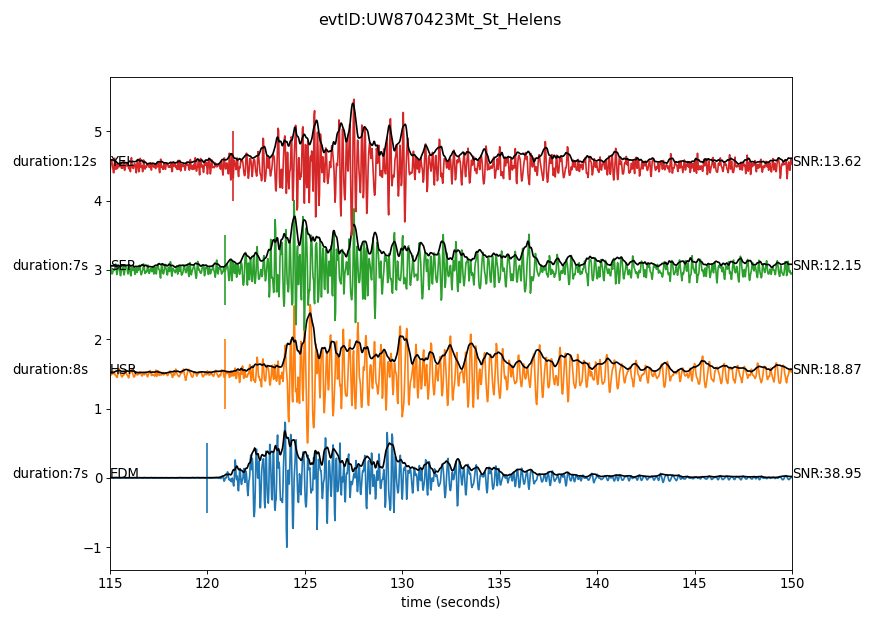 evtID:UW870423Mt_St_Helens
5
duration:12s YEL SNR:13.62
4
duration:7s SEP SNR:12.15
3
2
duration:8s HSR SNR:18.87
1
duration:7s EDM SNR:38.95
0
−1
115 120 125 130 135 140 145 150
time (seconds)